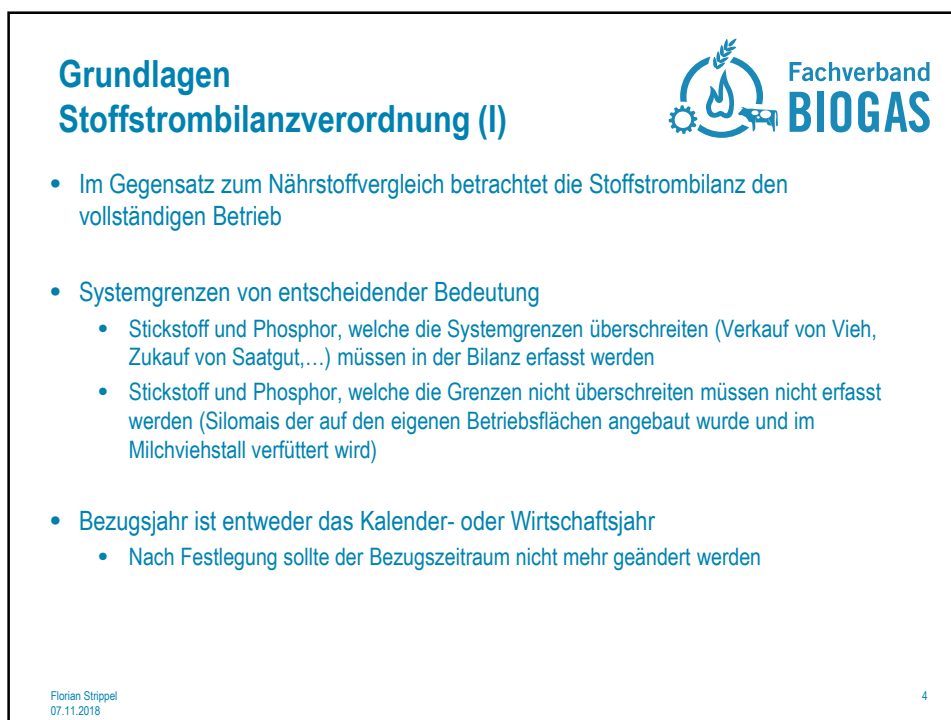 Grundlagen
Stoffstrombilanzverordnung (I)
Fachverband
BIOGAS
• Im Gegensatz zum Nährstoffvergleich betrachtet die Stoffstrombilanz den
vollständigen Betrieb
• Systemgrenzen von entscheidender Bedeutung
• Stickstoff und Phosphor, welche die Systemgrenzen überschreiten (Verkauf von Vieh,
Zukauf von Saatgut,…) müssen in der Bilanz erfasst werden
• Stickstoff und Phosphor, welche die Grenzen nicht überschreiten müssen nicht erfasst
werden (Silomais der auf den eigenen Betriebsflächen angebaut wurde und im
Milchviehstall verfüttert wird)
• Bezugsjahr ist entweder das Kalender- oder Wirtschaftsjahr
• Nach Festlegung sollte der Bezugszeitraum nicht mehr geändert werden
Florian Strippel
07.11.2018
4